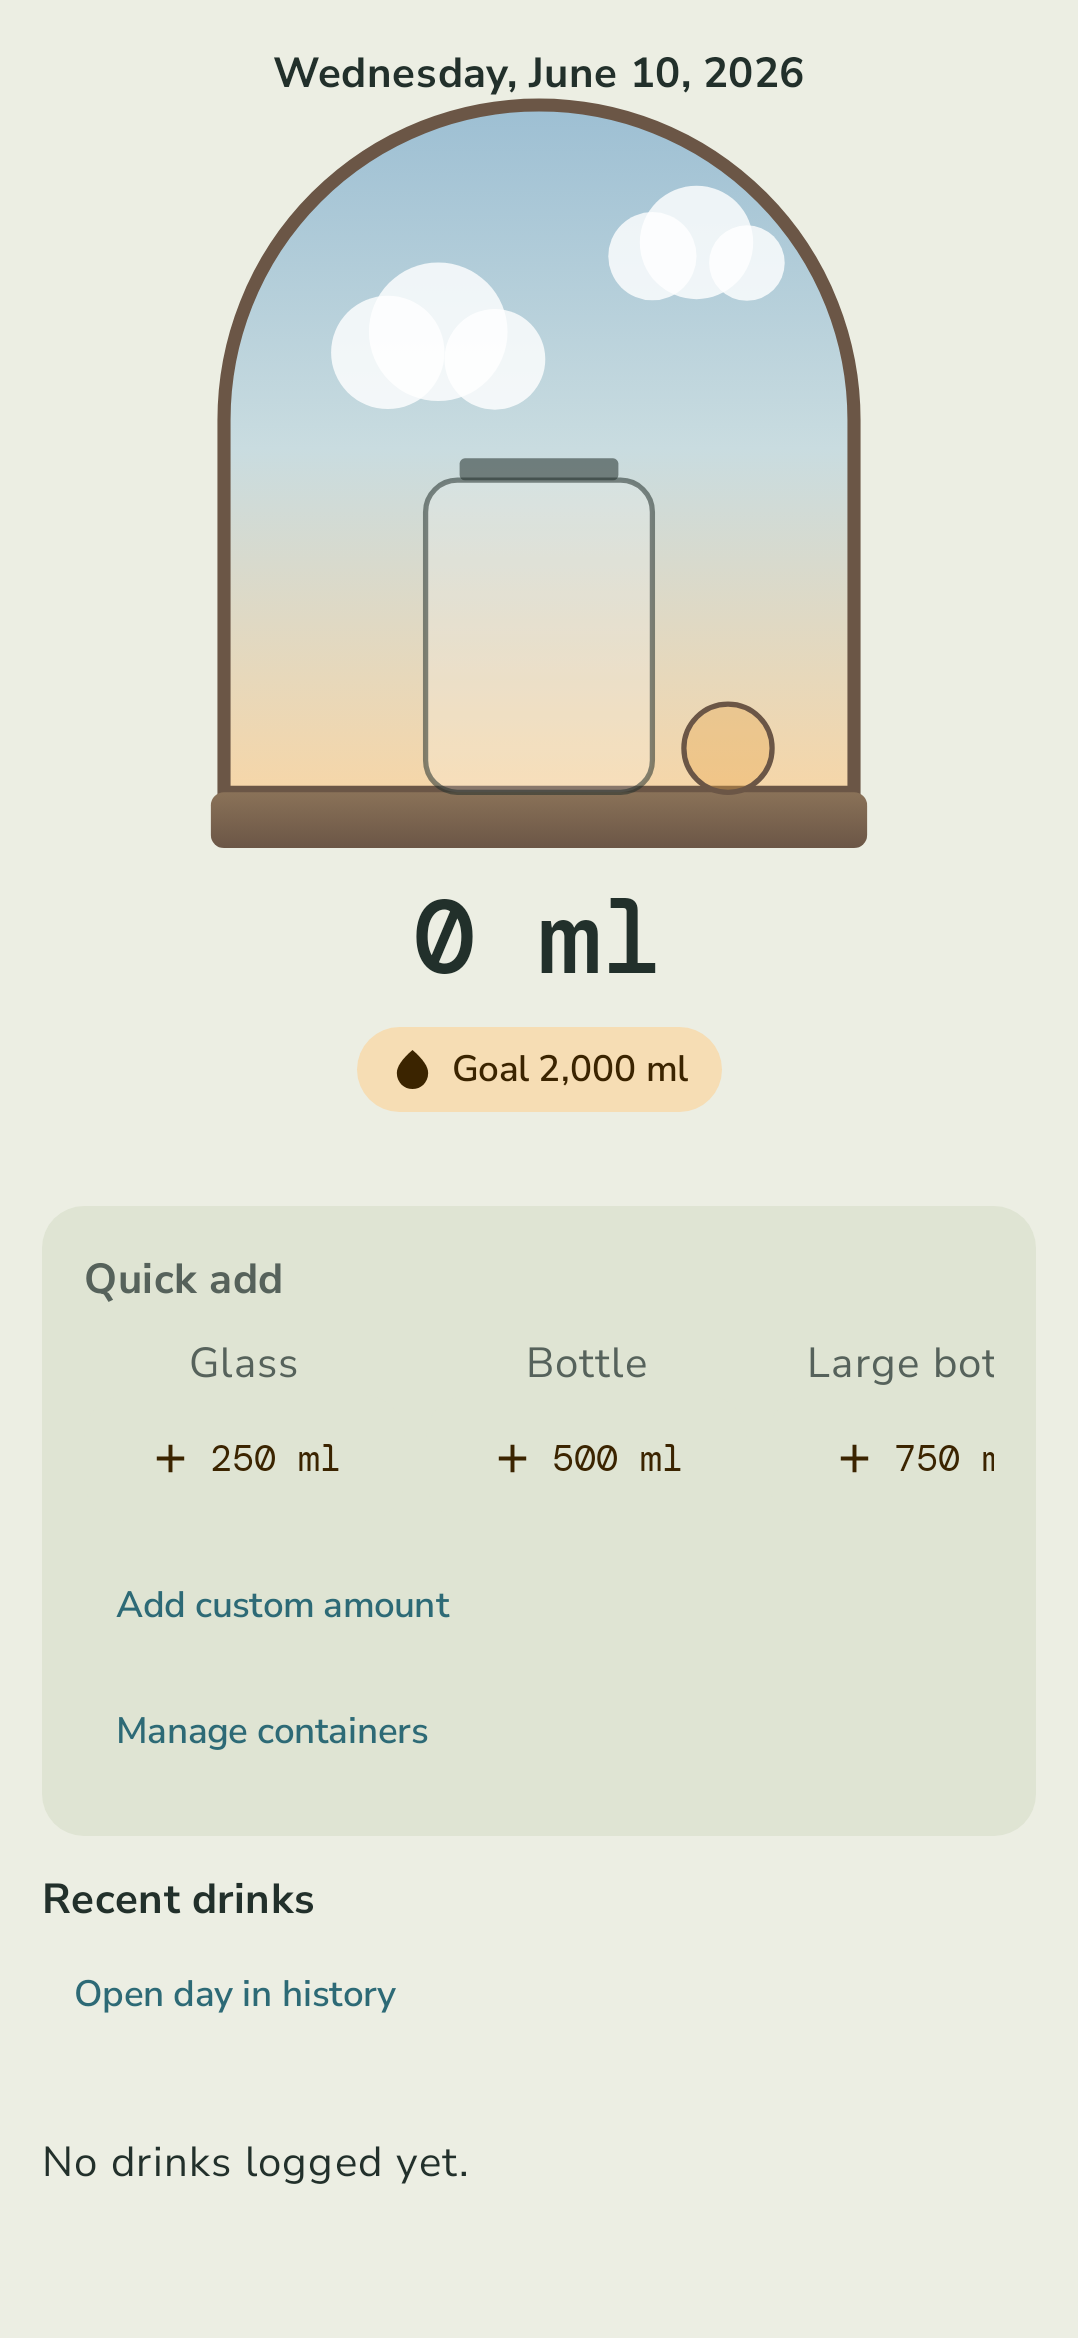 Wednesday, June 10, 2026
0 ml
Goal 2,000 ml
Quick add
Glass Bottle Large bot
+ 250 ml + 500 ml + 750 m
Add custom amount
Manage containers
Recent drinks
Open day in history
No drinks logged yet.